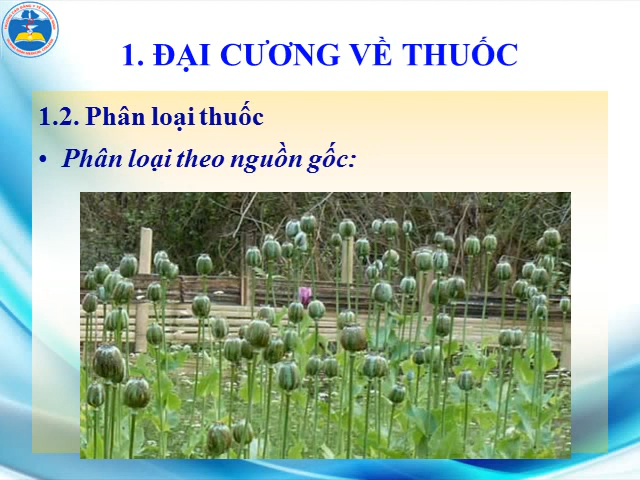 1. ĐẠI CƯƠNG VỀ THUỐC
1.2. Phân loại thuốc
• Phân loại theo nguồn gốc: